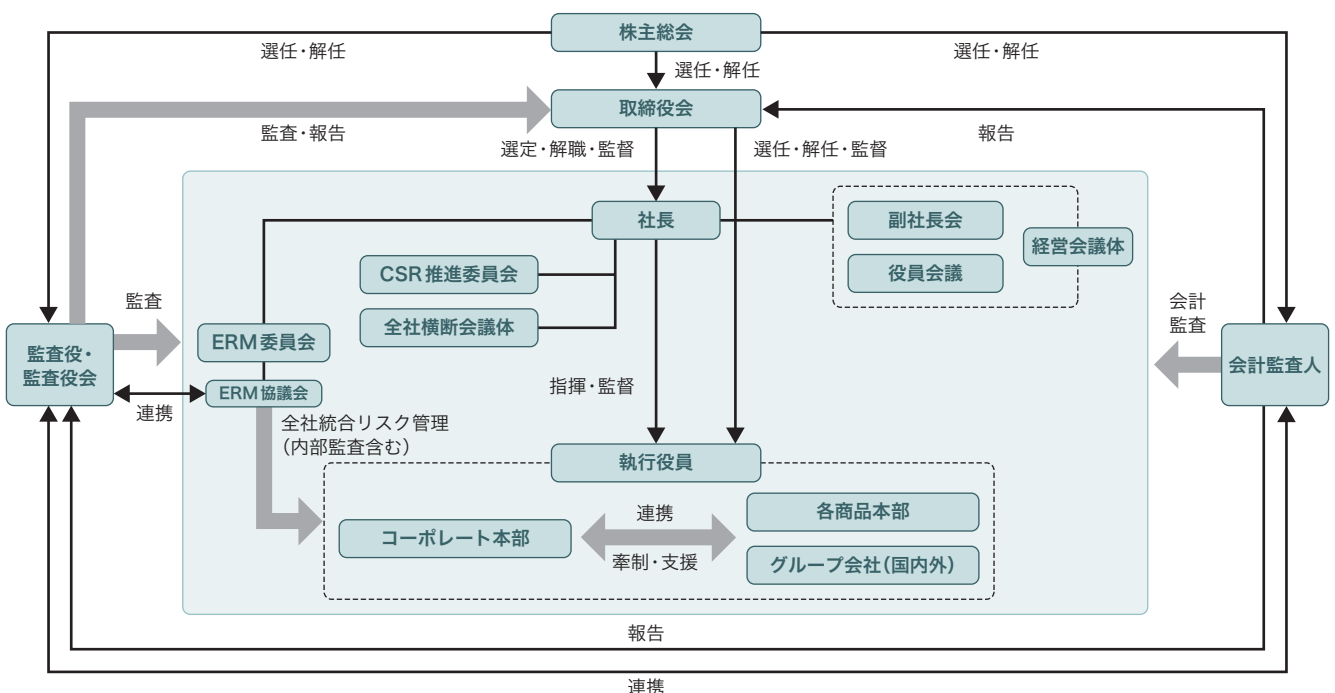 株主総会
選任・解任
選任・解任
選任・解任
取締役会
監査・報告
報告
選定・解職・監督
選任・解任・監督
社長
副社長会
経営会議体
役員会議
CSR推進委員会
全社横断会議体
監査
会計
監査
監査役・
監査役会
ERM委員会
会計監査人
ERM協議会
連携
指揮・監督
全社統合リスク管理
（内部監査含む）
執行役員
コーポレート本部
連携
牽制・支援
各商品本部
グループ会社（国内外）
報告
連携